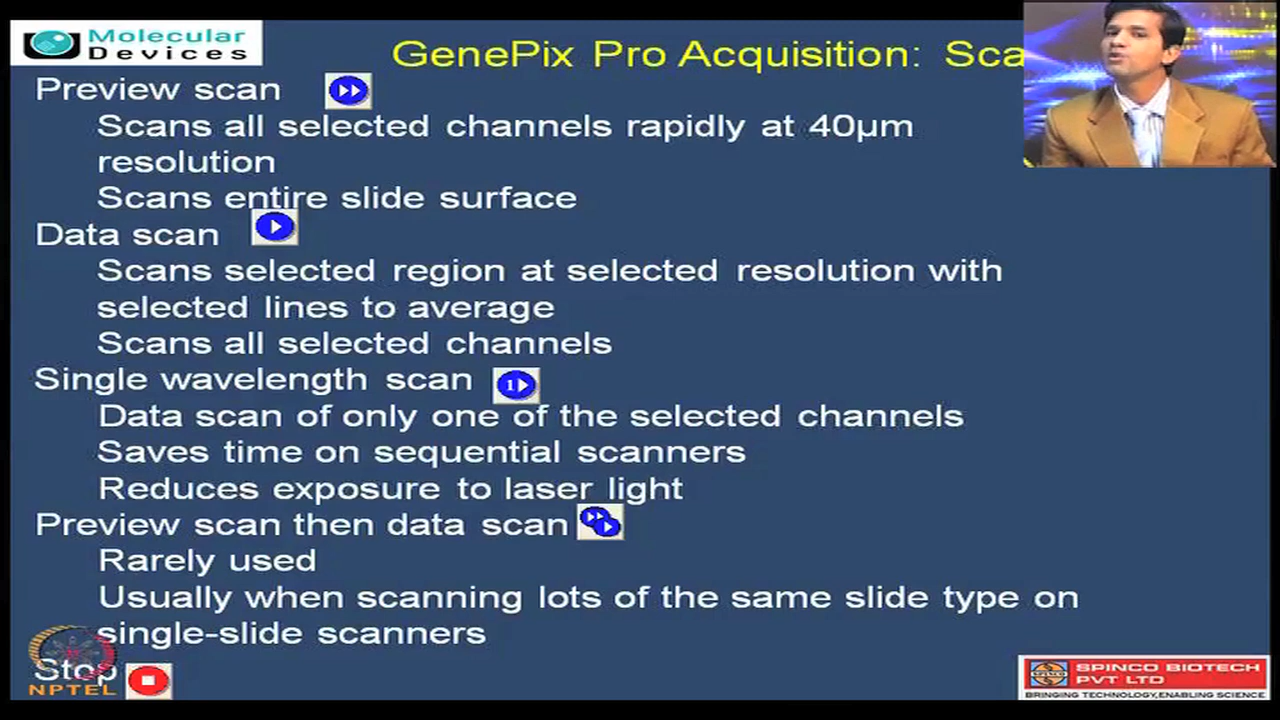 Molecular
Devices
GenePix Pro Acquisition: Sca
Preview scan
Scans all selected channels rapidly at 40µm
resolution
Scans entire slide surface
Data scan
Scans selected region at selected resolution with
selected lines to average
Scans all selected channels
Single wavelength scan
1
Data scan of only one of the selected channels
Saves time on sequential scanners
Reduces exposure to laser light
Preview scan then data scan
Rarely used
Usually when scanning lots of the same slide type on
single-slide scanners
Stop
NPTEL
SPINCO BIOTECH
PVT LTD
BRINGING TECHNOLOGY,ENABLING SCIENCE